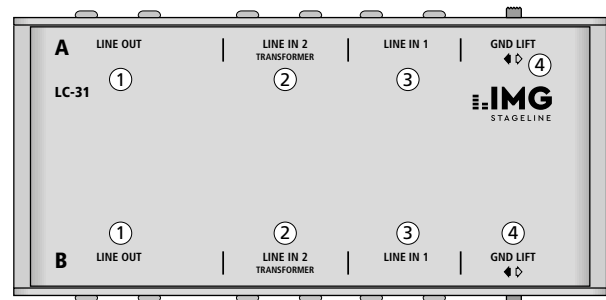 A LINE OUT LINE IN 2 LINE IN 1 GND LIFT
TRANSFORMER
1 2 3 4
LC-31
IMG
STAGELINE
1 2 3 4
B LINE OUT LINE IN 2 LINE IN 1 GND LIFT
TRANSFORMER